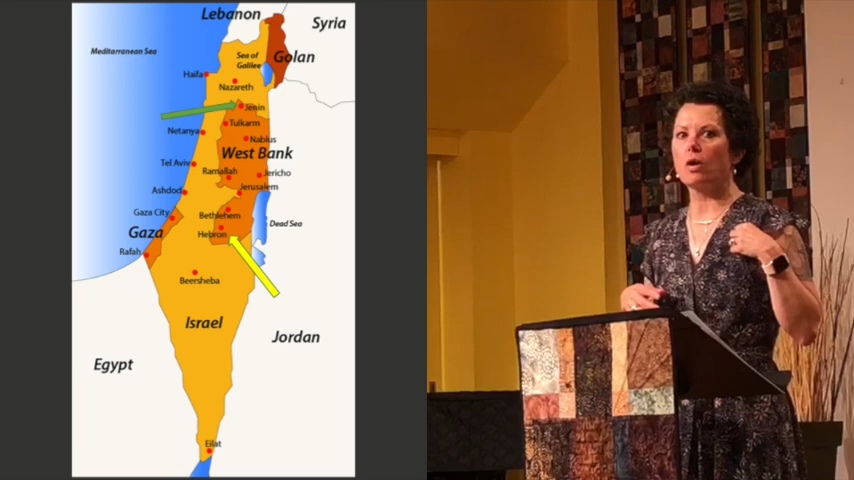 Lebanon
Syria
Mediterranean Sea
Sea of
Galilee
Golan
Haifa
Nazareth
Jenin
Tulkarm
Netanya
Nablus
West Bank
Tel Aviv
Ramallah
Jericho
Jerusalem
Ashdod
Gaza City
Bethlehem
Dead Sea
Gaza
Hebron
Rafah
Beersheba
Israel
Jordan
Egypt
Eilat